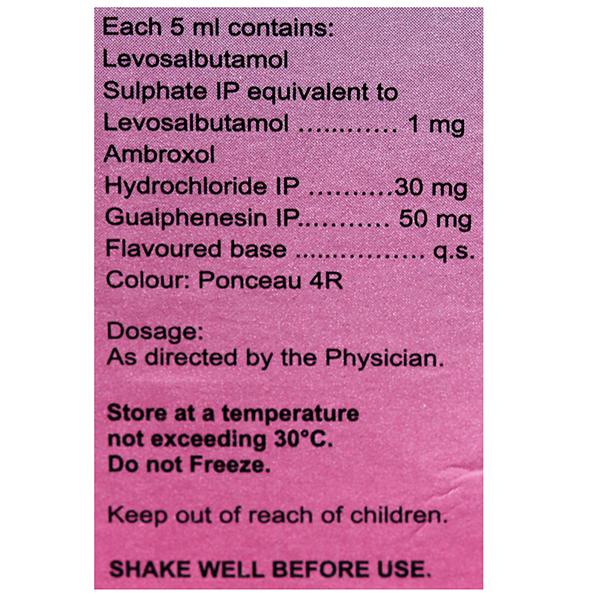 Each 5 ml contains:
Levosalbutamol
Sulphate IP equivalent to
Levosalbutamol ............. 1 mg
Ambroxol
Hydrochloride IP ..........30 mg
Guaiphenesin IP........... 50 mg
Flavoured base ................ q.s.
Colour: Ponceau 4R
Dosage:
As directed by the Physician.
Store at a temperature
not exceeding 30°C.
Do not Freeze.
Keep out of reach of children.
SHAKE WELL BEFORE USE.